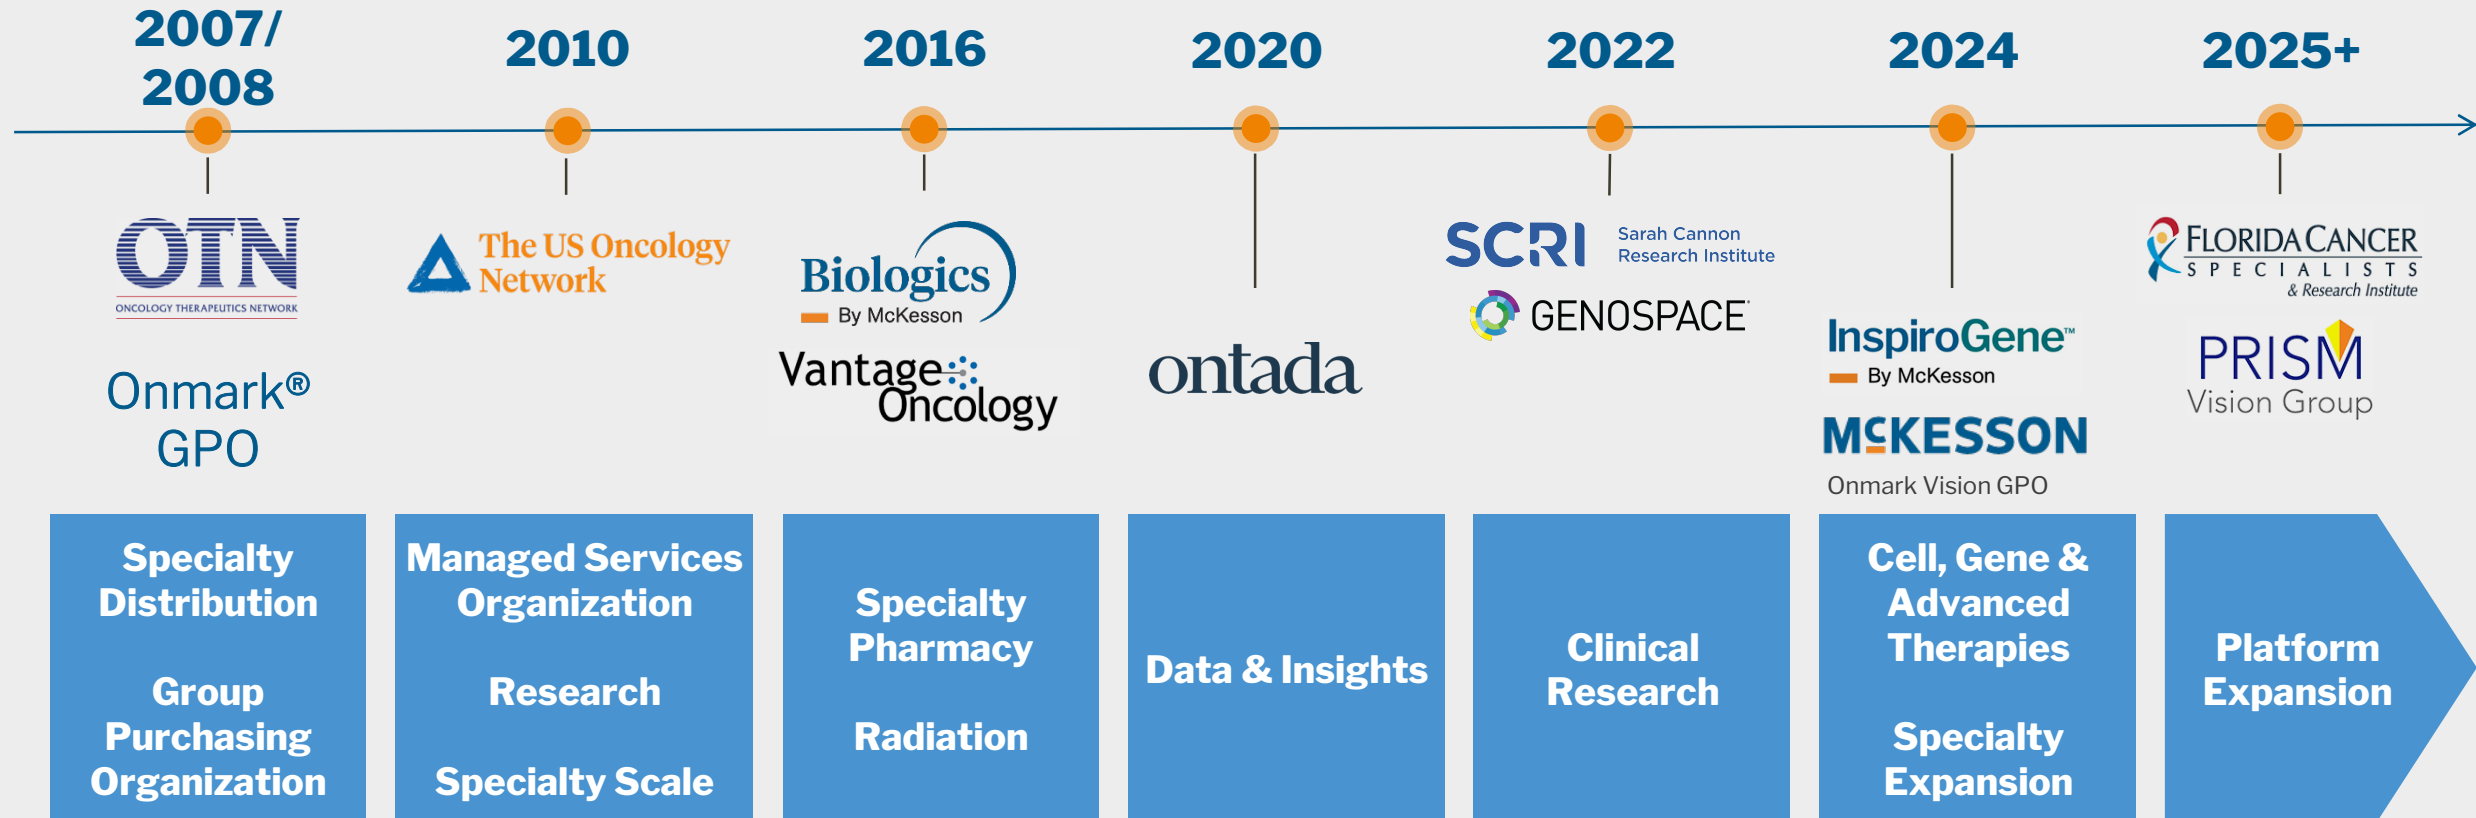 2007/
2008
2010
2016
2020
2022
2024
2025+
OTN
ONCOLOGY THERAPEUTICS NETWORK
Onmark®
GPO
The US Oncology
Network
Biologics
By McKesson
Vantage
Oncology
ontada
SCRI
Sarah Cannon
Research Institute
GENOSPACE
InspiroGene™
By McKesson
MCKESSON
Onmark Vision GPO
FLORIDA CANCER
SPECIALISTS
& Research Institute
PRISM
Vision Group
Specialty
Distribution
Group
Purchasing
Organization
Managed Services
Organization
Research
Specialty Scale
Specialty
Pharmacy
Radiation
Data & Insights
Clinical
Research
Cell, Gene &
Advanced
Therapies
Specialty
Expansion
Platform
Expansion